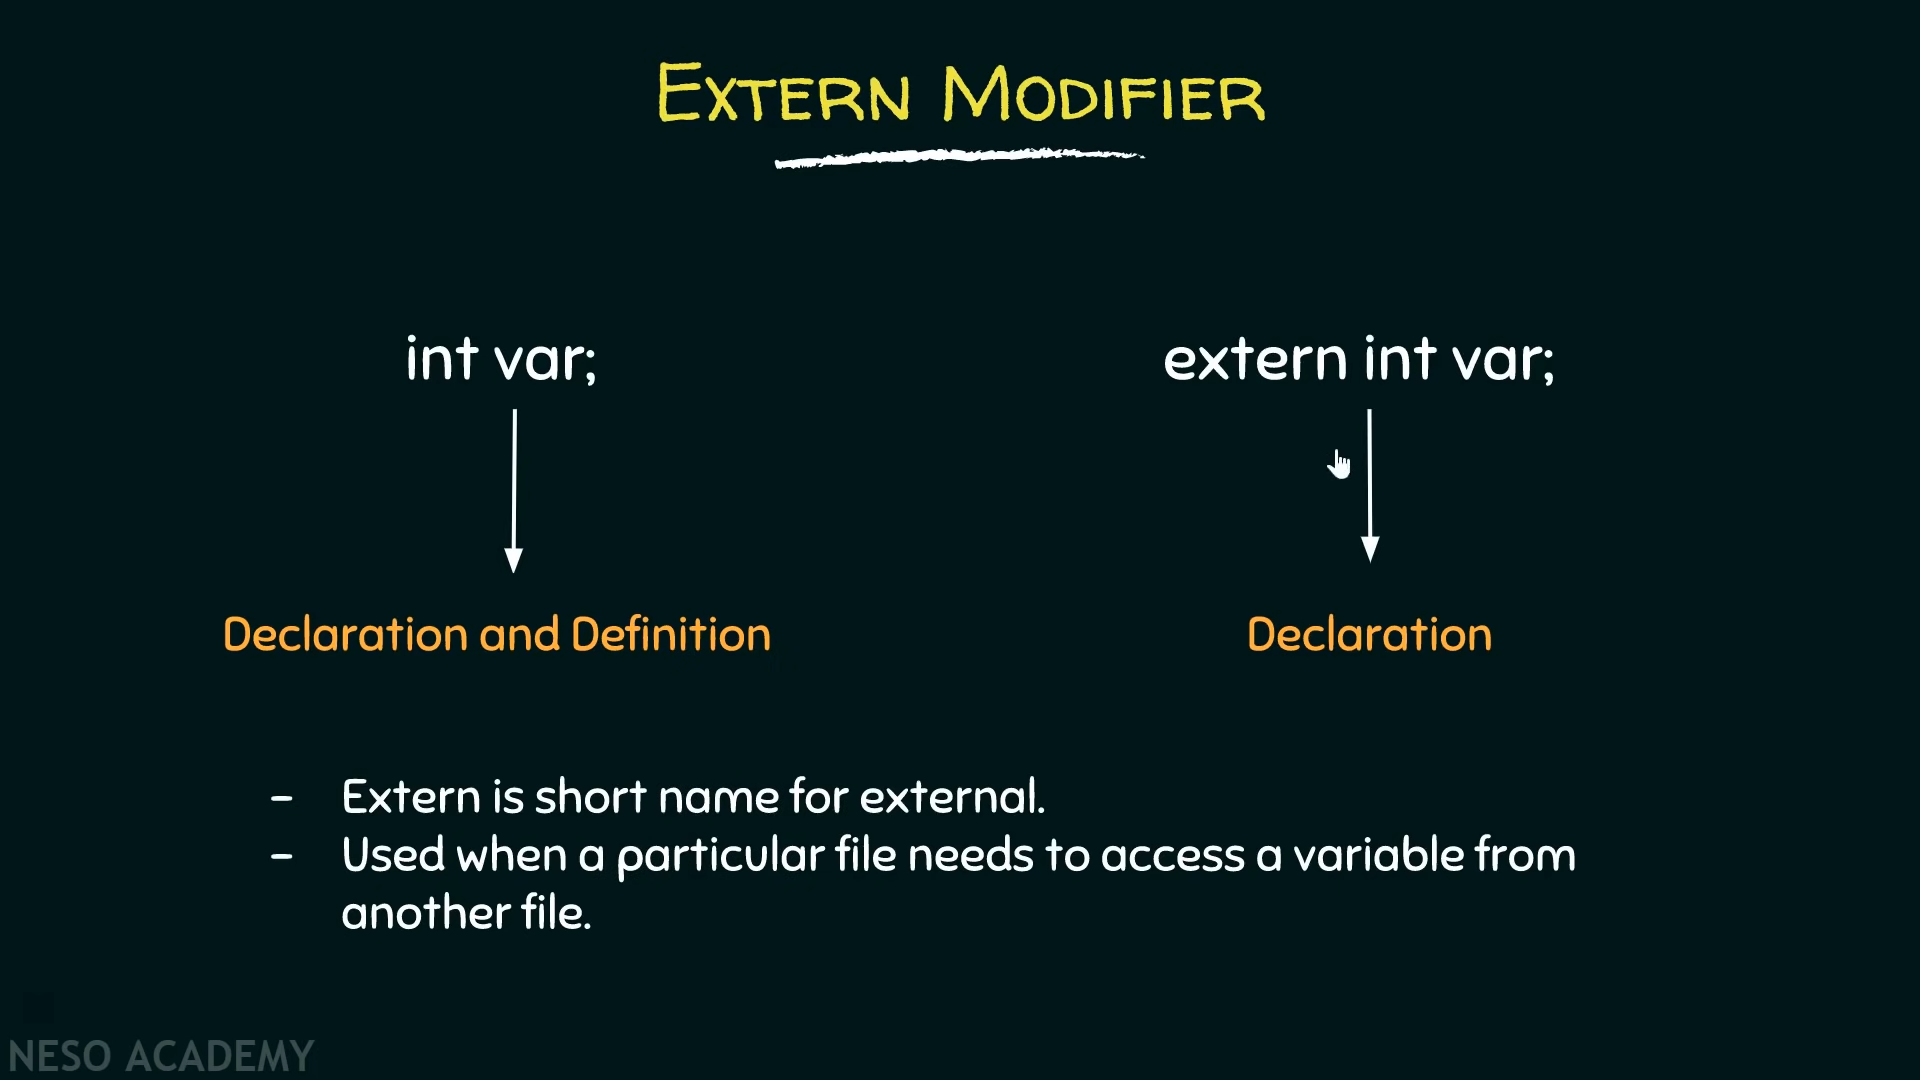 EXTERN MODIFIER
int var;
extern int var;
Declaration and Definition
Declaration
- Extern is short name for external.
- Used when a particular file needs to access a variable from
another file.
NESO ACADEMY